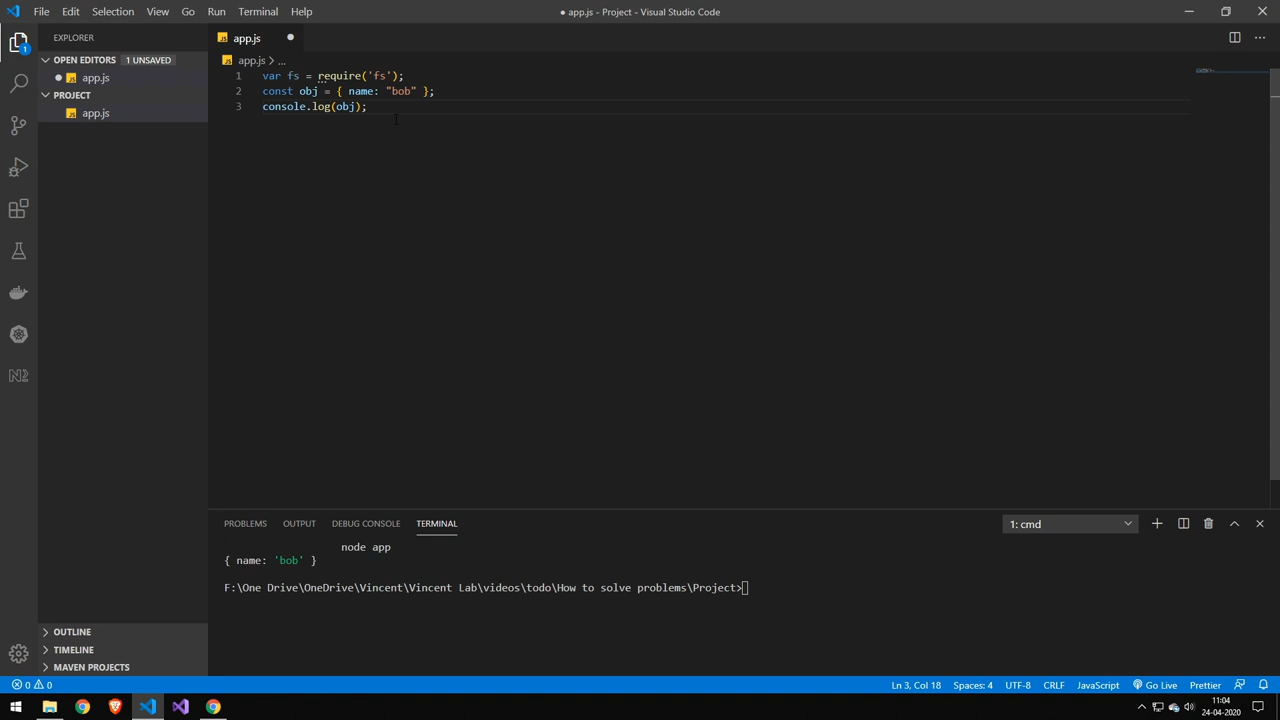 File Edit Selection View Go Run Terminal Help
● app.js - Project - Visual Studio Code
EXPLORER
OPEN EDITORS 1 UNSAVED
app.js
PROJECT
app.js
OUTLINE
TIMELINE
MAVEN PROJECTS
1
app.js
app.js > ...
1 var fs = require('fs');
2 const obj = { name: "bob" };
3 console.log(obj);
PROBLEMS OUTPUT DEBUG CONSOLE TERMINAL 1: cmd
node app
{ name: 'bob' }
F:\One Drive\OneDrive\Vincent\Vincent Lab\videos\todo\How to solve problems\Project>
0 0 Ln 3, Col 18 Spaces: 4 UTF-8 CRLF JavaScript Go Live Prettier
11:04
24-04-2020